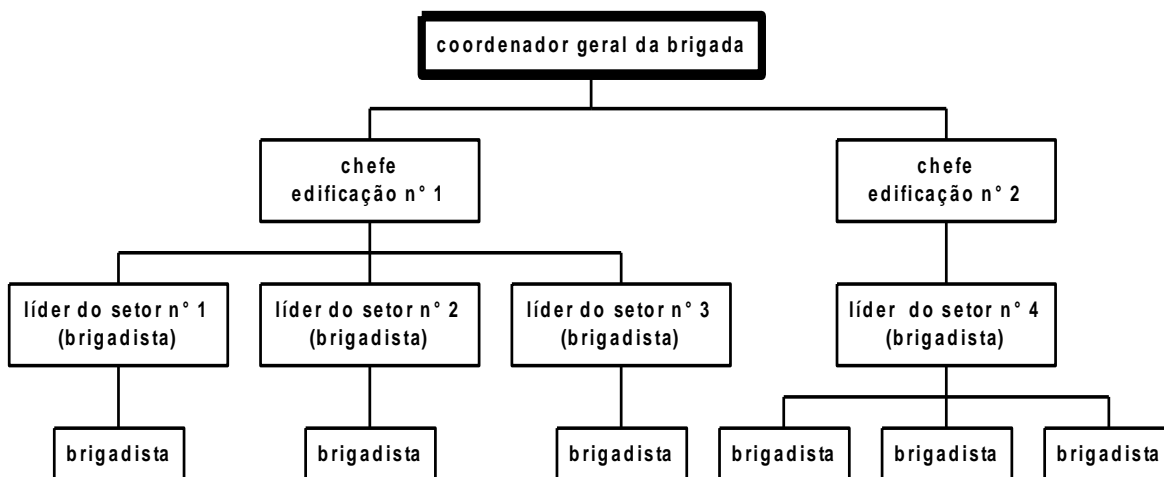 coordenador geral da brigada
chefe
edificação n° 1
chefe
edificação n° 2
líder do setor n° 1
(brigadista)
líder do setor n° 2
(brigadista)
líder do setor n° 3
(brigadista)
líder do setor n° 4
(brigadista)
brigadista
brigadista
brigadista
brigadista
brigadista
brigadista